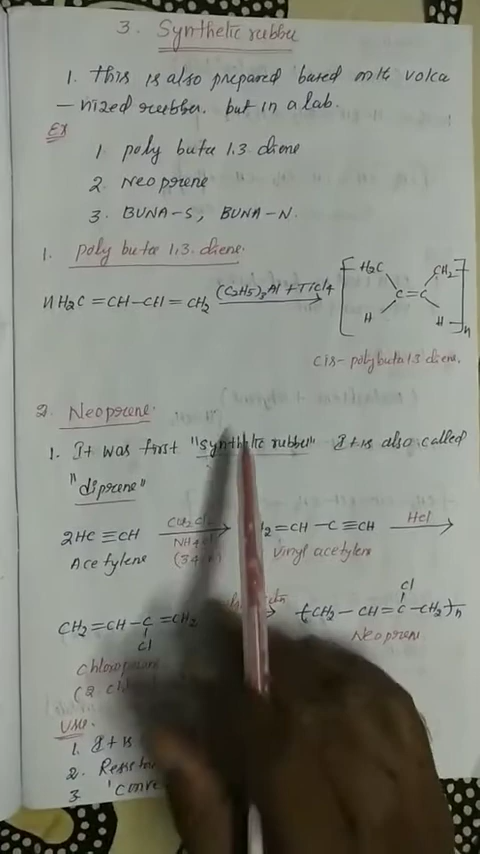 3. Synthetic rubber
1. This is also prepared based on the volca
- nized rubber. but in a lab.
Ex
1. poly buta 1,3 diene
2. Neoprene
3. BUNA-S, BUNA-N.
1. poly buta 1,3. diene.
nH2C =CH-CH=CH2 (C2H5)3Al + TiCl4
H2C CH2
C=C
H H n
cis-polybuta 1 3 diene.
2. Neoprene.
1. It was first "Synthetic rubber" It is also called
"diprene"
2HC ≡CH NH4Cl =CH -C ≡CH HCl
Acetylene Vinyl acetylene
Cl
CH2=CH-C=CH2 (CH2-CH=C-CH2)n
Cl Neopren
(2.
Use.
1. It is
2.
3.